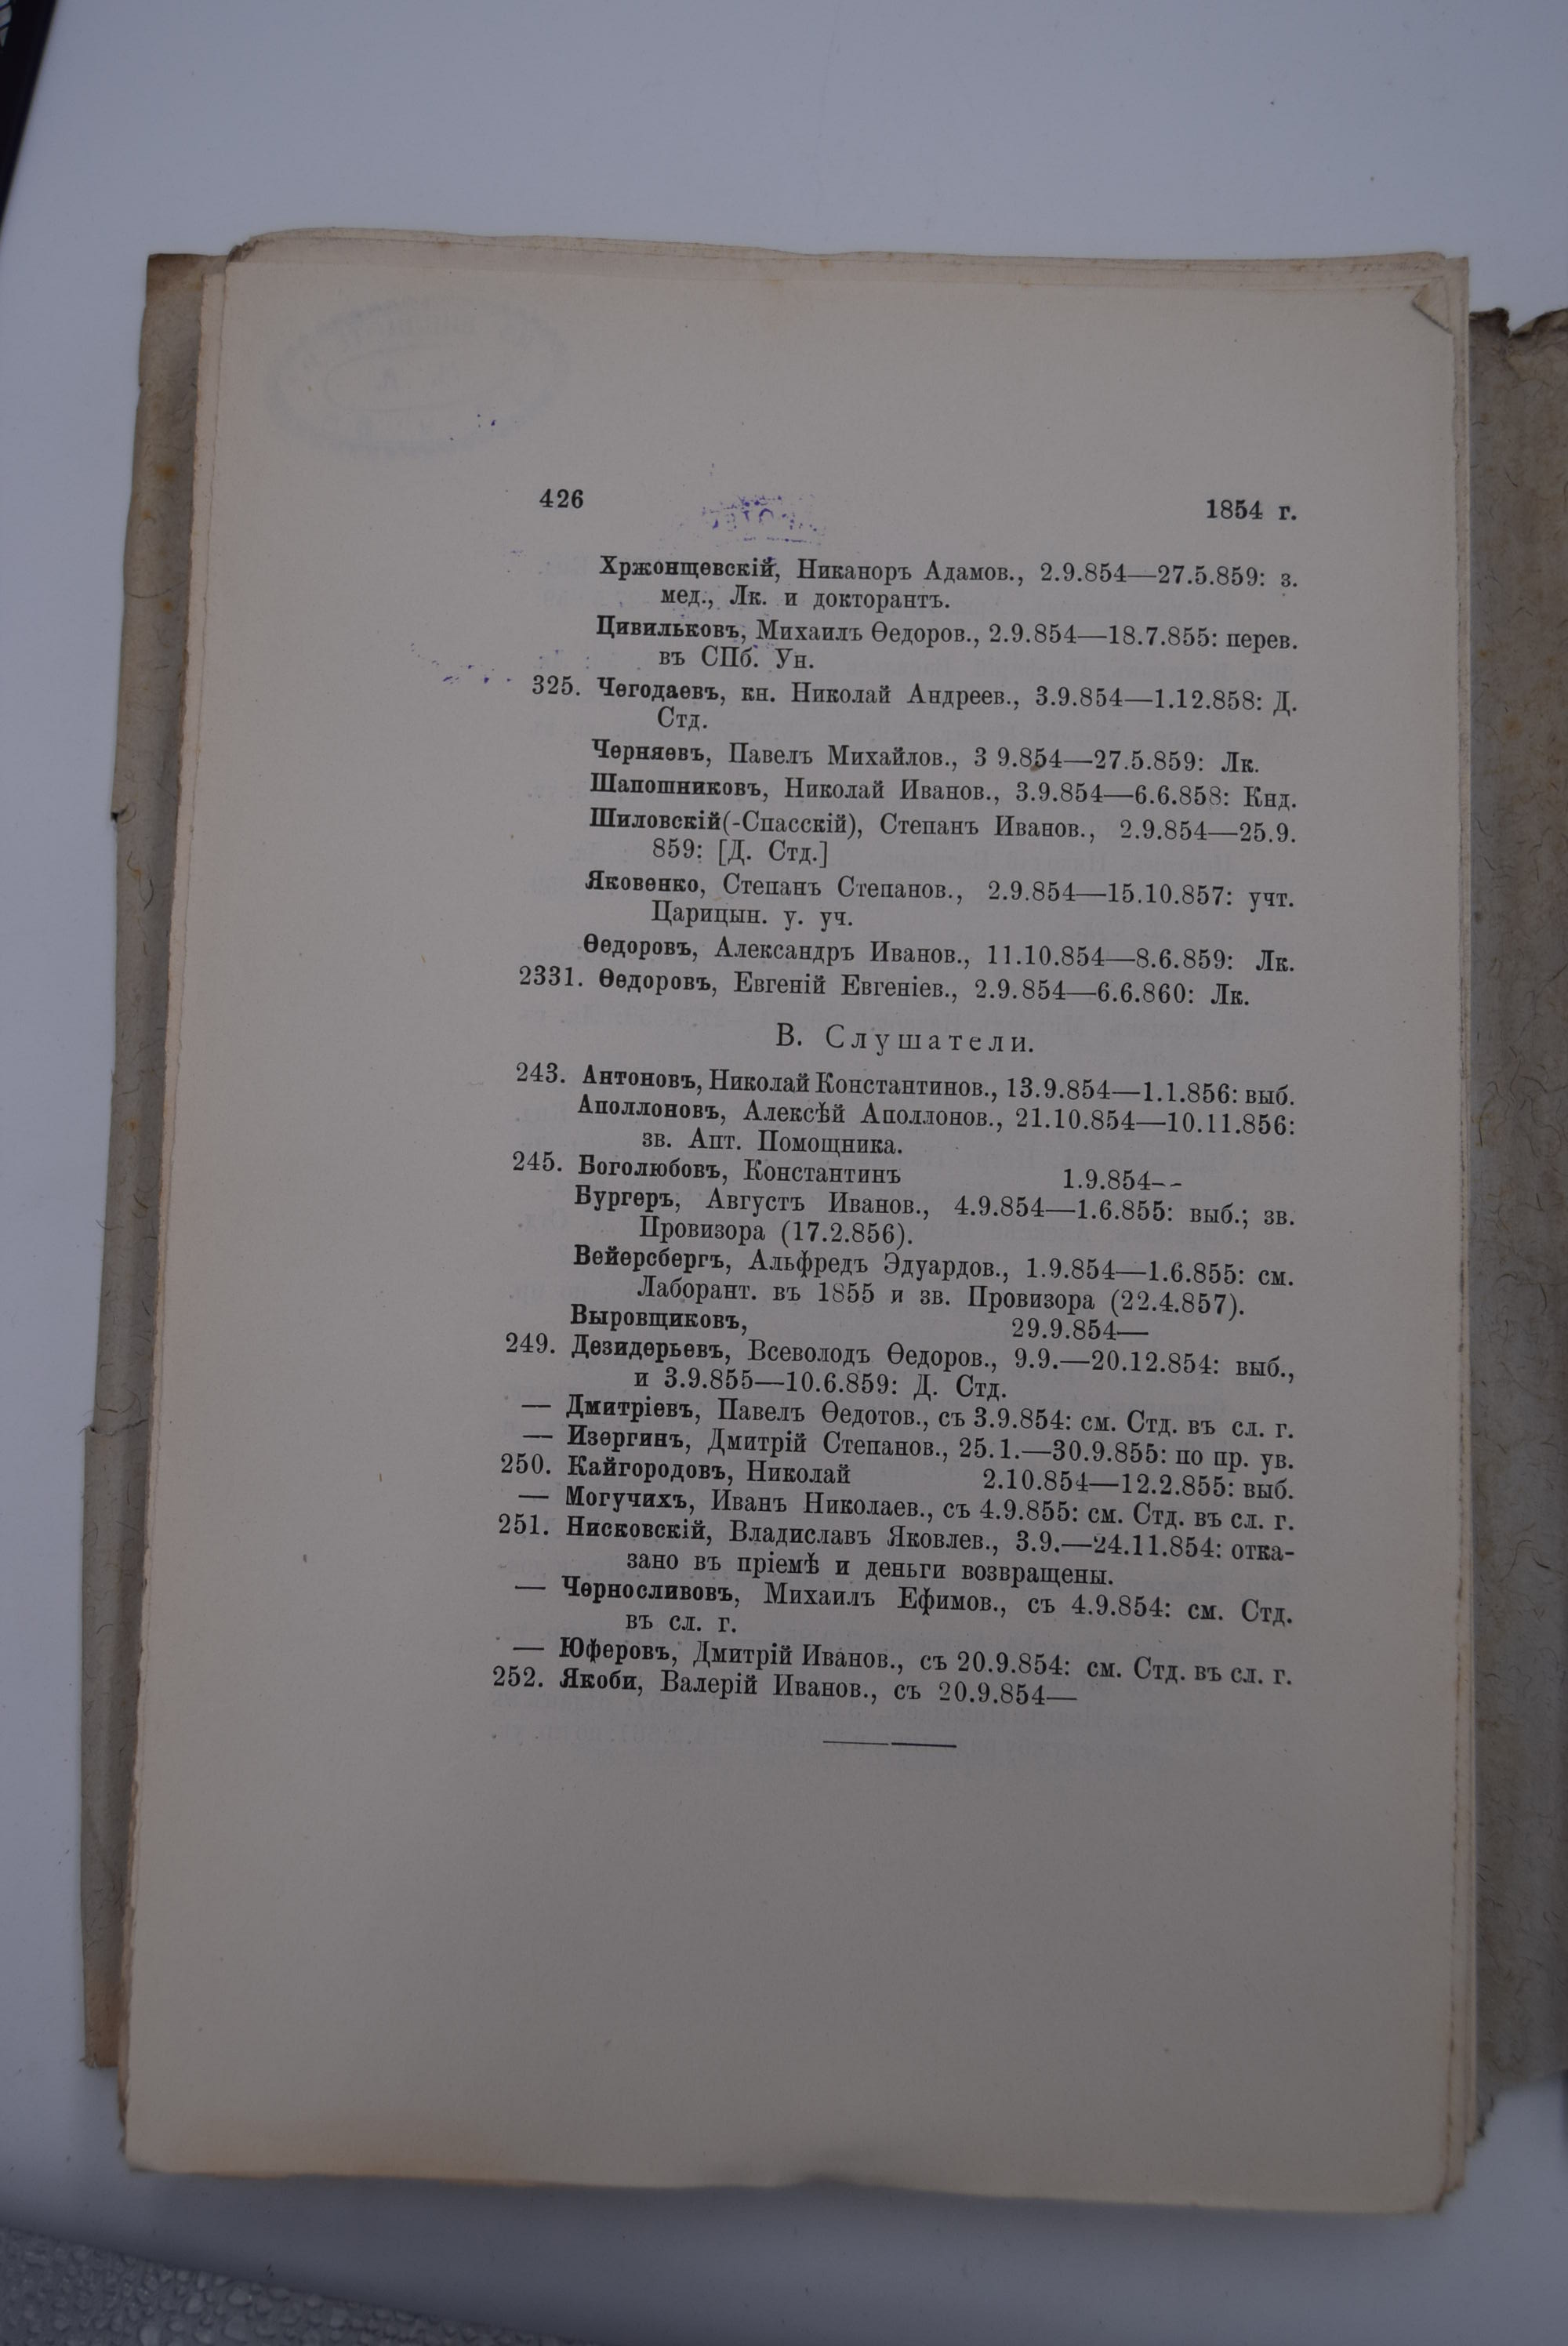 426
1854 г.
Хржонщевскій, Никаноръ Адамов., 2.9.854—27.5.859: з.
мед., Лк. и докторантъ.
Цивильковъ, Михаилъ Ѳедоров., 2.9.854—18.7.855: перев.
въ СПб. Ун.
325. Чегодаевъ, кн. Николай Андреев., 3.9.854—1.12.858: Д.
Стд.
Черняевъ, Павелъ Михайлов., 3 9.854—27.5.859: Лк.
Шапошниковъ, Николай Иванов., 3.9.854—6.6.858: Кнд.
Шиловскій(-Спасскій), Степанъ Иванов., 2.9.854—25.9.
859: [Д. Стд.]
Яковенко, Степанъ Степанов., 2.9.854—15.10.857: учт.
Царицын. у. уч.
Ѳедоровъ, Александръ Иванов., 11.10.854—8.6.859: Лк.
2331. Ѳедоровъ, Евгеній Евгеніев., 2.9.854—6.6.860: Лк.
В. Слушатели.
243. Антоновъ, Николай Константинов., 13.9.854—1.1.856: выб.
Аполлоновъ, Алексѣй Аполлонов., 21.10.854—10.11.856:
зв. Апт. Помощника.
245. Боголюбовъ, Константинъ 1.9.854--
Бургеръ, Августъ Иванов., 4.9.854—1.6.855: выб.; зв.
Провизора (17.2.856).
Вейерсбергъ, Альфредъ Эдуардов., 1.9.854—1.6.855: см.
Лаборант. въ 1855 и зв. Провизора (22.4.857).
Выровщиковъ, 29.9.854—
249. Дезидерьевъ, Всеволодъ Ѳедоров., 9.9.—20.12.854: выб.,
и 3.9.855—10.6.859: Д. Стд.
— Дмитріевъ, Павелъ Ѳедотов., съ 3.9.854: см. Стд. въ сл. г.
— Изергинъ, Дмитрій Степанов., 25.1.—30.9.855: по пр. ув.
250. Кайгородовъ, Николай 2.10.854—12.2.855: выб.
— Могучихъ, Иванъ Николаев., съ 4.9.855: см. Стд. въ сл. г.
251. Нисковскій, Владиславъ Яковлев., 3.9.—24.11.854: отка-
зано въ пріемѣ и деньги возвращены.
— Черносливовъ, Михаилъ Ефимов., съ 4.9.854: см. Стд.
въ сл. г.
— Юферовъ, Дмитрій Иванов., съ 20.9.854: см. Стд. въ сл. г.
252. Якоби, Валерій Иванов., съ 20.9.854—